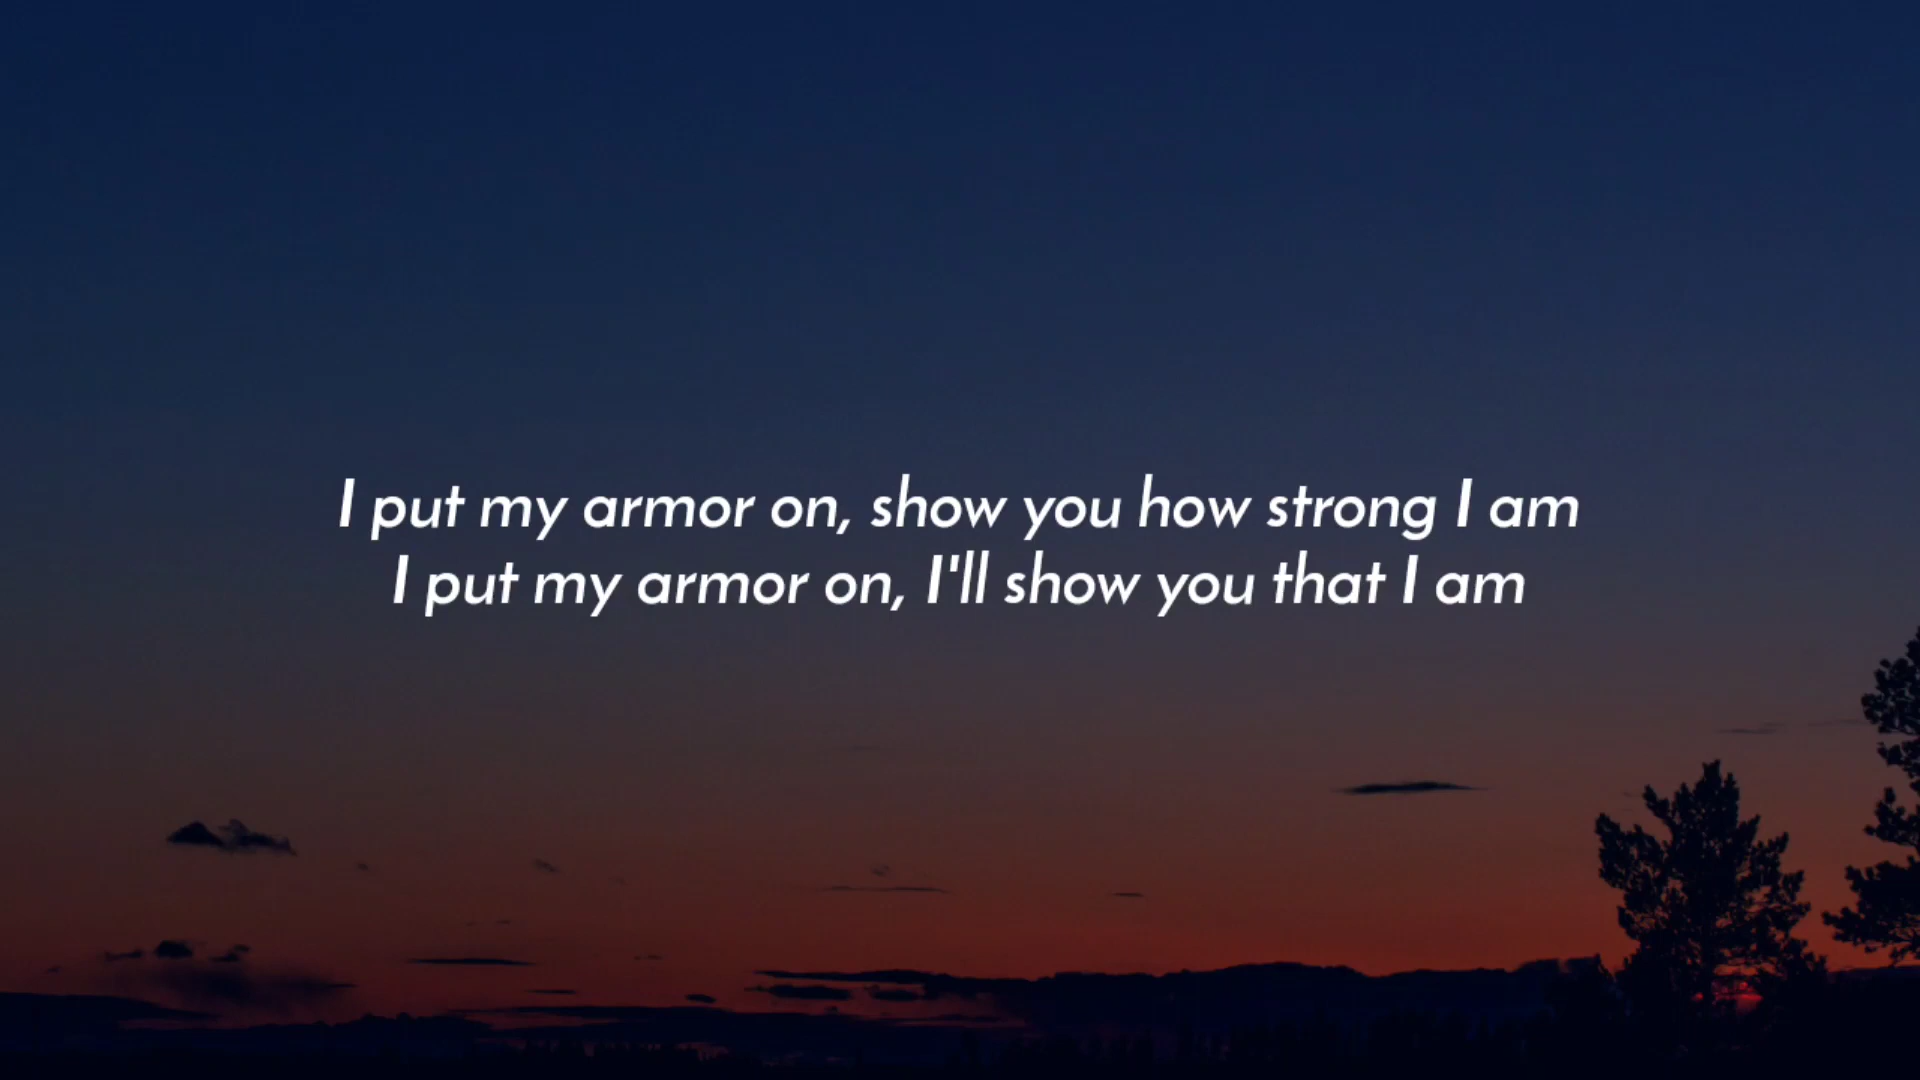 I put my armor on, show you how strong I am
I put my armor on, I'll show you that I am